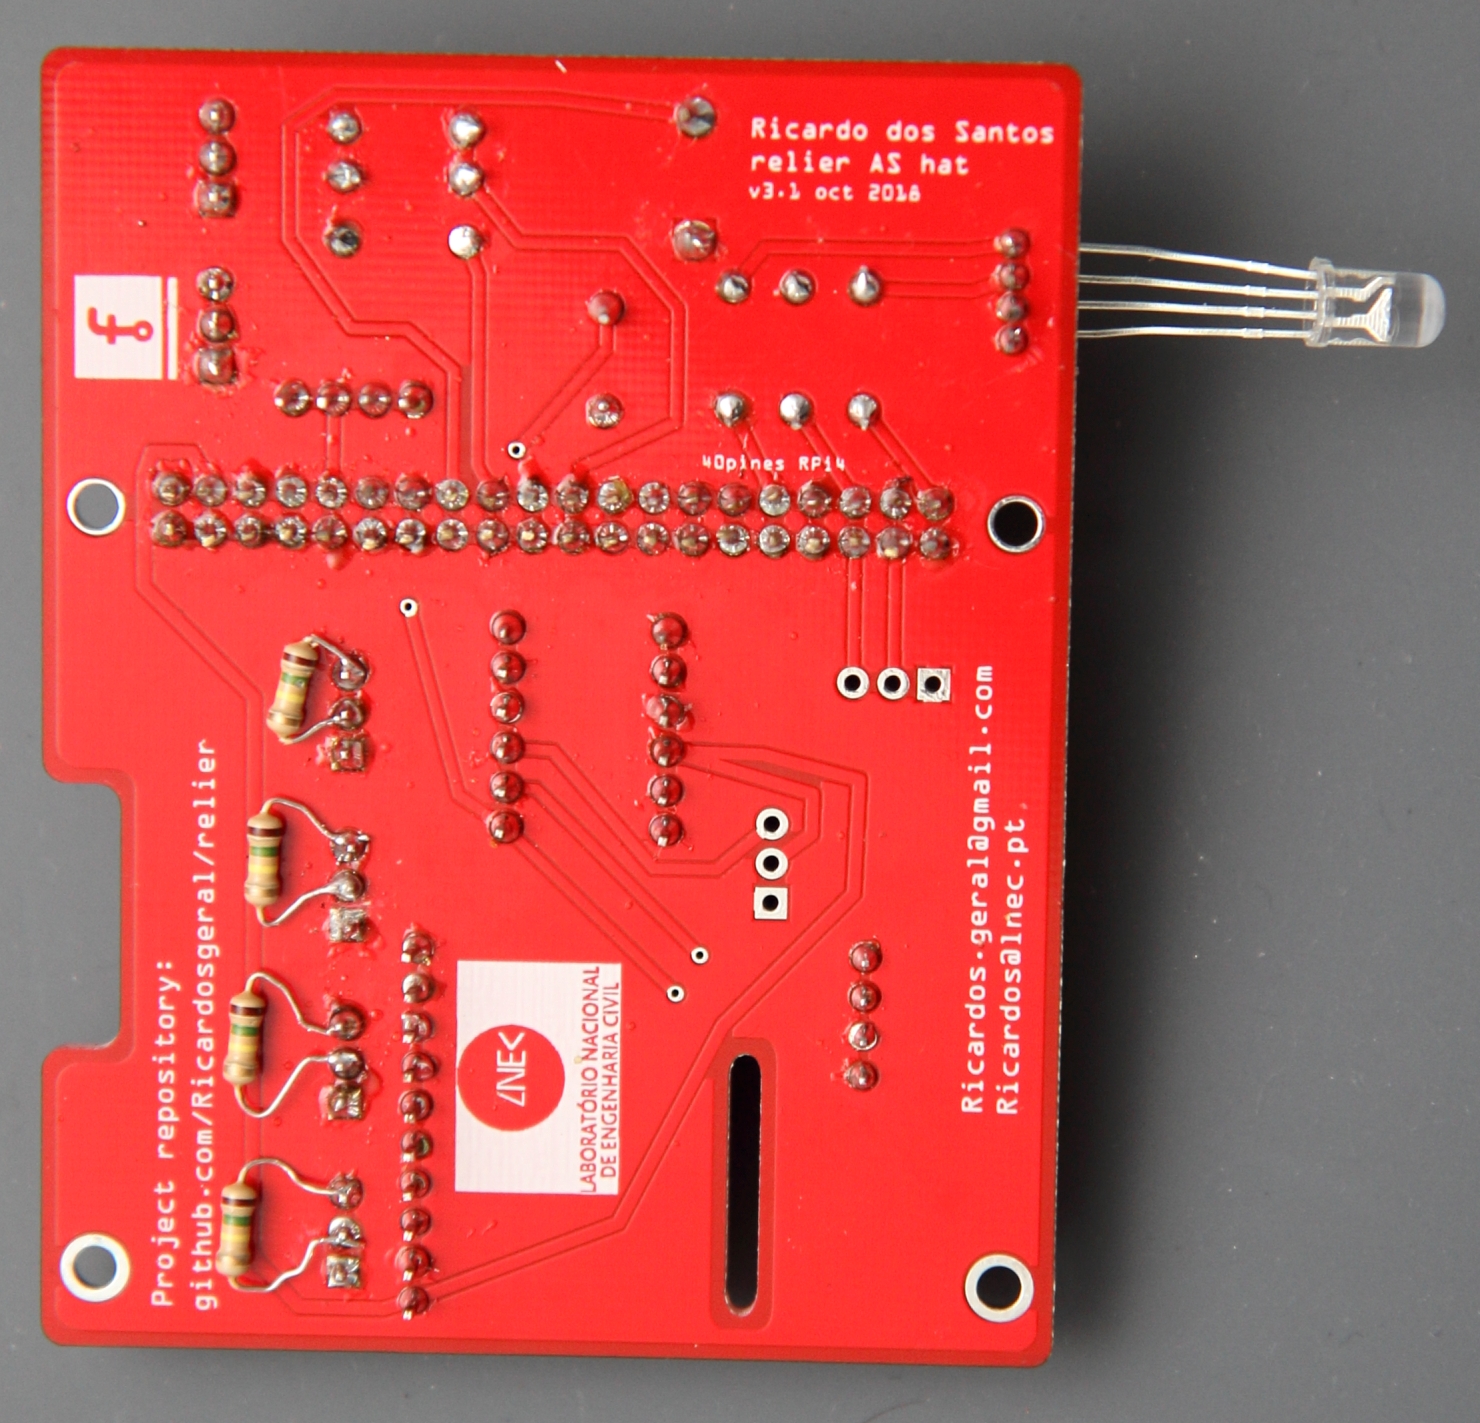 Ricardo dos Santos
relier AS hat
v3.1 oct 2018
40pines RPi4
Ricardos.geral@gmail.com
Ricardos@lnec.pt
Project repository:
github.com/Ricardosgeral/relier
LNEC
LABORATÓRIO NACIONAL
DE ENGENHARIA CIVIL
f